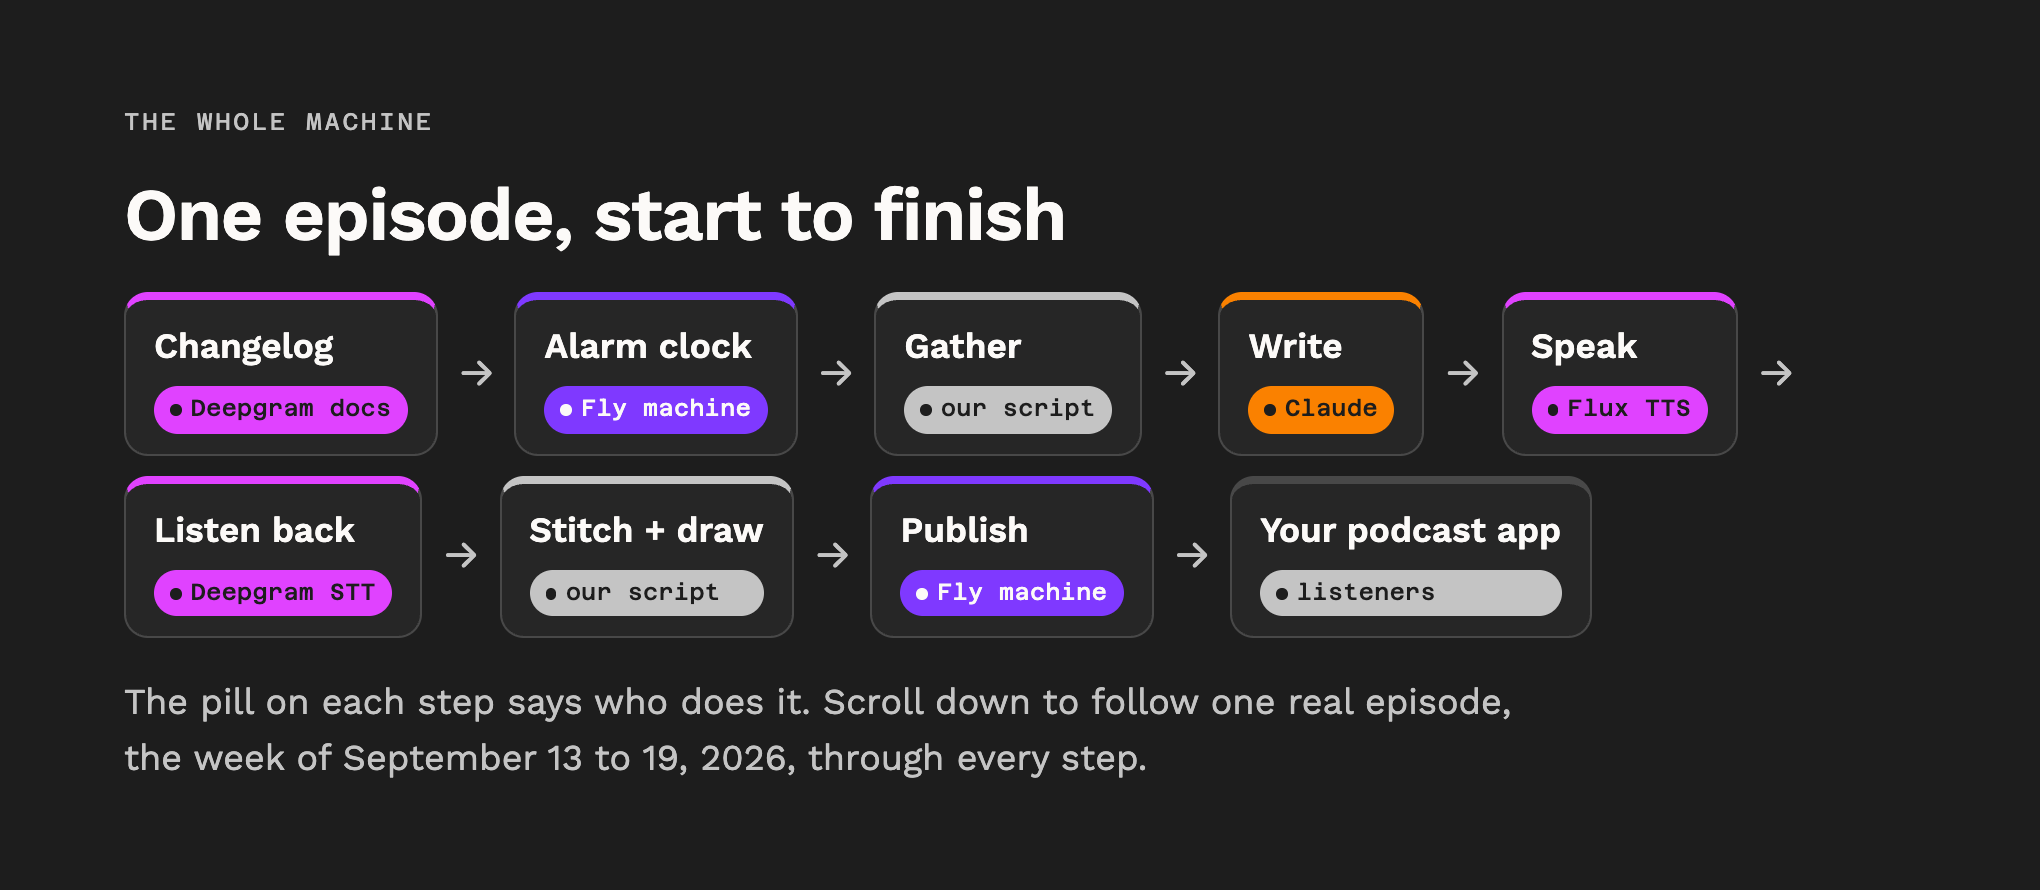 THE WHOLE MACHINE
One episode, start to finish
Changelog
Deepgram docs
Alarm clock
Fly machine
Gather
our script
Write
Claude
Speak
Flux TTS
Listen back
Deepgram STT
Stitch + draw
our script
Publish
Fly machine
Your podcast app
listeners
The pill on each step says who does it. Scroll down to follow one real episode,
the week of September 13 to 19, 2026, through every step.